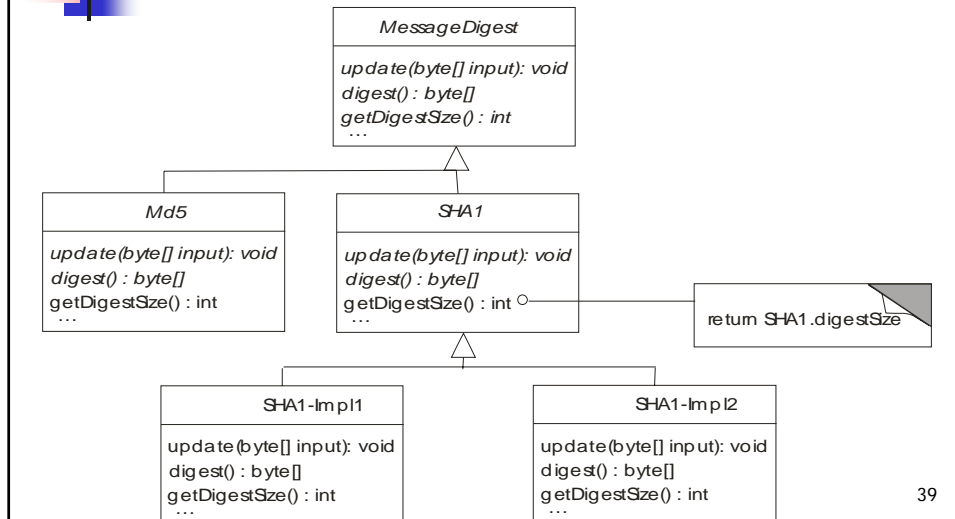 MessageDigest
update(byte[] input): void
digest() : byte[]
getDigestSize() : int
...
Md5
update(byte[] input): void
digest() : byte[]
getDigestSize() : int
...
SHA1
update(byte[] input): void
digest() : byte[]
getDigestSize() : int
...
return SHA1.digestSize
SHA1-Impl1
update(byte[] input): void
digest() : byte[]
getDigestSize() : int
...
SHA1-Impl2
update(byte[] input): void
digest() : byte[]
getDigestSize() : int
...
39